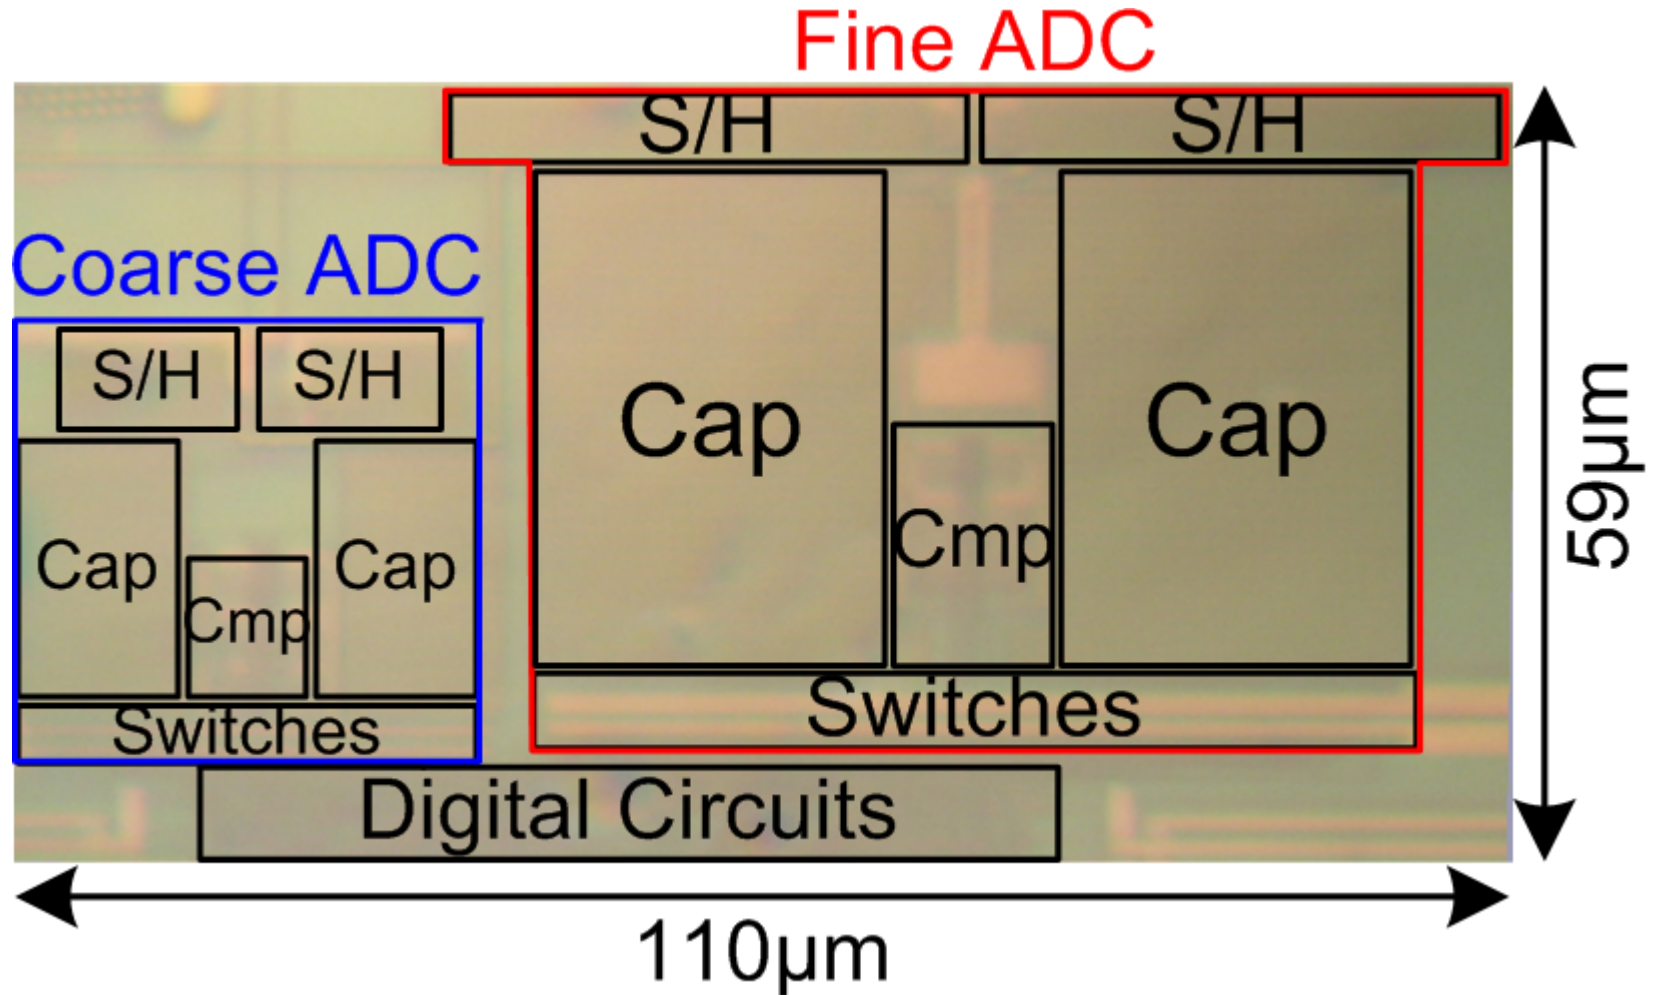 Fine ADC
S/H
S/H
Coarse ADC
S/H
S/H
Cap
Cap
Cmp
Cap
Cap
Cmp
Switches
Switches
Digital Circuits
59µm
110µm